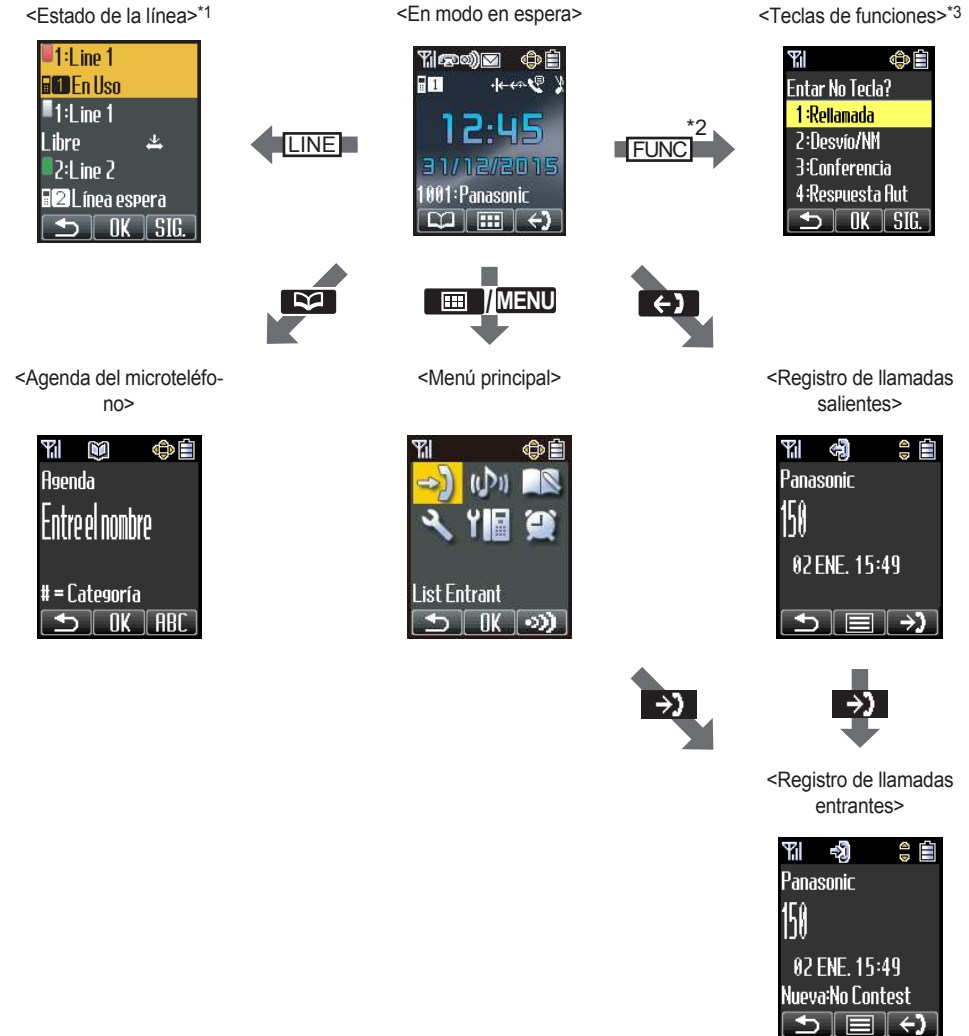 <Estado de la línea>*1
<En modo en espera>
<Teclas de funciones>*3
1:Line 1
1 En Uso
1:Line 1
Libre
2:Line 2
2 Línea espera
OK SIG.
LINE
1
12:45
31/12/2015
1001:Panasonic
*2
FUNC
Entar No Tecla?
1:Rellamada
2:Desvío/NM
3:Conferencia
4:Respuesta Aut
OK SIG.
/MENU
<Agenda del microteléfo-
no>
<Menú principal>
<Registro de llamadas
salientes>
Agenda
Entre el nombre
# = Categoría
OK ABC
List Entrant
OK
Panasonic
150
02 ENE. 15:49
<Registro de llamadas
entrantes>
Panasonic
150
02 ENE. 15:49
Nueva:No Contest